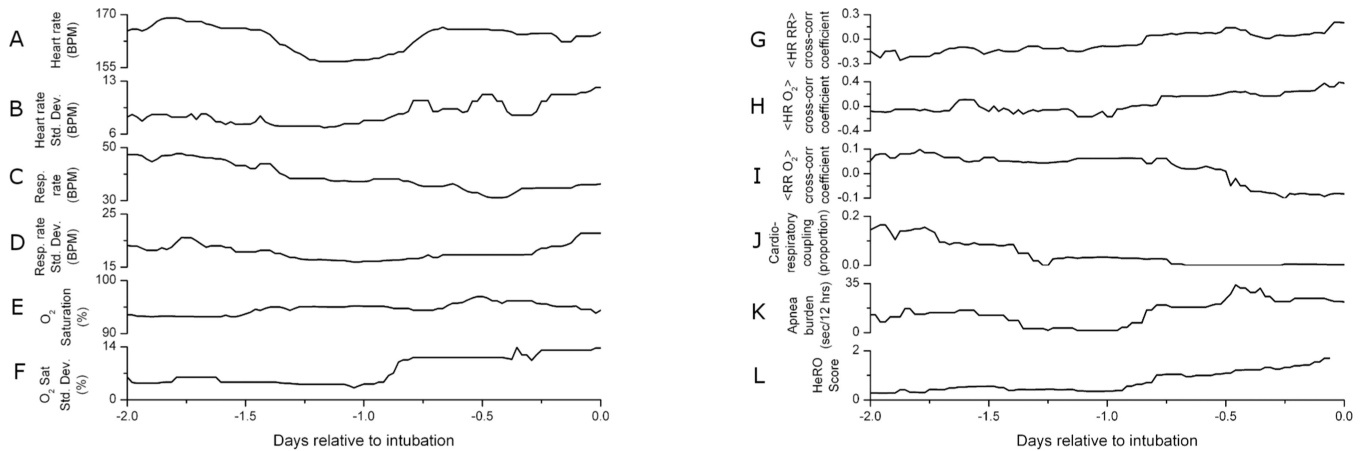 A
Heart rate
(BPM)
170
155
B
Heart rate
Std. Dev.
(BPM)
13
6
C
Resp.
rate
(BPM)
50
30
D
Resp. rate
Std. Dev.
(BPM)
25
15
E
O2
Saturation
(%)
100
90
F
O2 Sat
Std. Dev.
(%)
14
0
-2.0 -1.5 -1.0 -0.5 0.0
Days relative to intubation
G
<HR RR>
cross-corr
coefficient
0.3
0.0
-0.3
H
<HR O2>
cross-corr
coefficient
0.4
0.0
-0.4
I
<RR O2>
cross-corr
coefficient
0.1
0.0
-0.1
J
Cardio-
respiratory
coupling
(proportion)
0.2
0.0
K
Apnea
burden
(sec/12 hrs)
35
0
L
HeRO
Score
2
0
-2.0 -1.5 -1.0 -0.5 0.0
Days relative to intubation